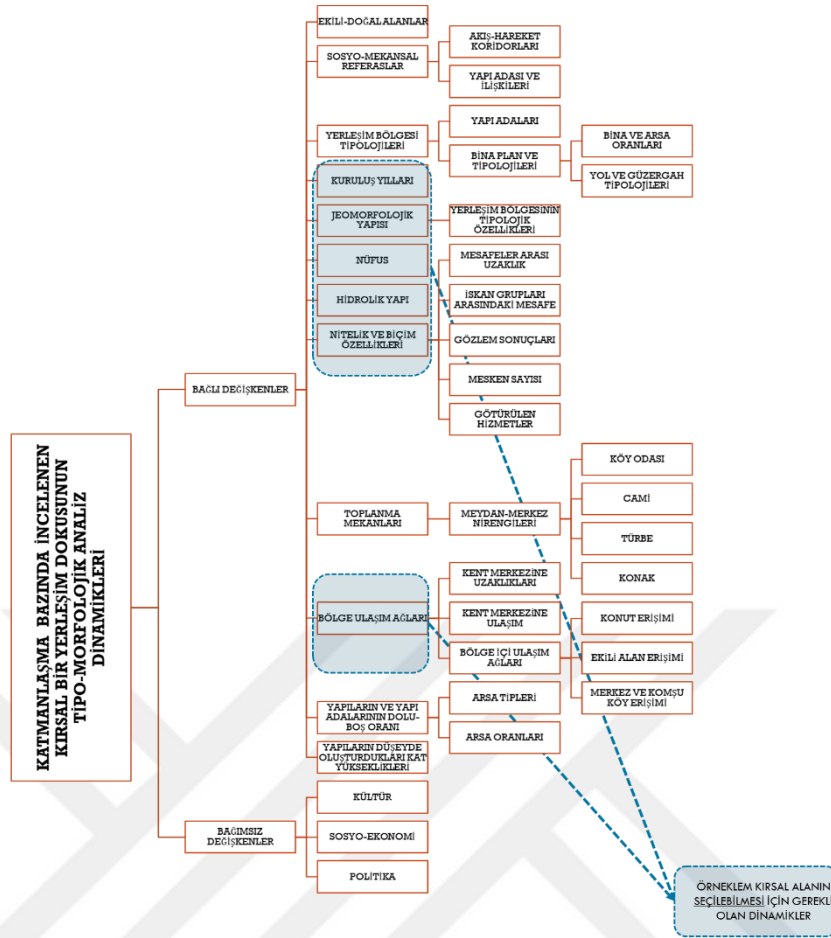 KATMANLAŞMA BAZINDA İNCELENEN
KIRSAL BİR YERLEŞİM DOKUSUNUN
TİPO-MORFOLOJİK ANALİZ
DİNAMİKLERİ
BAĞLI DEĞİŞKENLER
EKİLİ-DOĞAL ALANLAR
SOSYO-MEKANSAL
REFERASLAR
AKIŞ-HAREKET
KORİDORLARI
YAPI ADASI VE
İLİŞKİLERİ
YERLEŞİM BÖLGESİ
TİPOLOJİLERİ
YAPI ADALARI
BİNA PLAN VE
TİPOLOJİLERİ
BİNA VE ARSA
ORANLARI
YOL VE GÜZERGAH
TİPOLOJİLERİ
KURULUŞ YILLARI
JEOMORFOLOJİK
YAPISI
YERLEŞİM BÖLGESİNİN
TİPOLOJİK
ÖZELLİKLERİ
NÜFUS
HİDROLİK YAPI
NİTELİK VE BİÇİM
ÖZELLİKLERİ
MESAFELER ARASI
UZAKLIK
İSKAN GRUPLARI
ARASINDAKİ MESAFE
GÖZLEM SONUÇLARI
MESKEN SAYISI
GÖTÜRÜLEN
HİZMETLER
TOPLANMA
MEKANLARI
MEYDAN-MERKEZ
NİRENGİLERİ
KÖY ODASI
CAMİ
TÜRBE
KONAK
BÖLGE ULAŞIM AĞLARI
KENT MERKEZİNE
UZAKLIKLARI
KENT MERKEZİNE
ULAŞIM
BÖLGE İÇİ ULAŞIM
AĞLARI
KONUT ERİŞİMİ
EKİLİ ALAN ERİŞİMİ
MERKEZ VE KOMŞU
KÖY ERİŞİMİ
YAPILARIN VE YAPI
ADALARININ DOLU-
BOŞ ORANI
ARSA TİPLERİ
ARSA ORANLARI
YAPILARIN DÜŞEYDE
OLUŞTURDUKLARI KAT
YÜKSEKLİKLERİ
BAĞIMSIZ
DEĞİŞKENLER
KÜLTÜR
SOSYO-EKONOMİ
POLİTİKA
ÖRNEKLEM KIRSAL ALANIN
SEÇİLEBİLMESİ İÇİN GEREKL
OLAN DİNAMİKLER